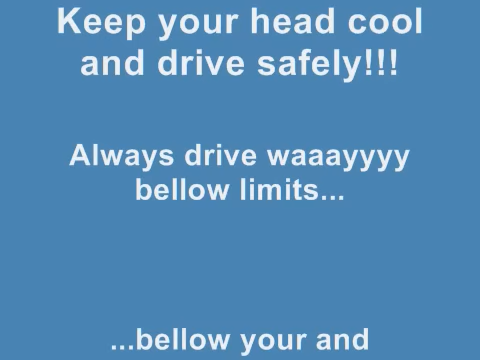 Keep your head cool
and drive safely!!!
Always drive waaayyyy
bellow limits...
...bellow your and